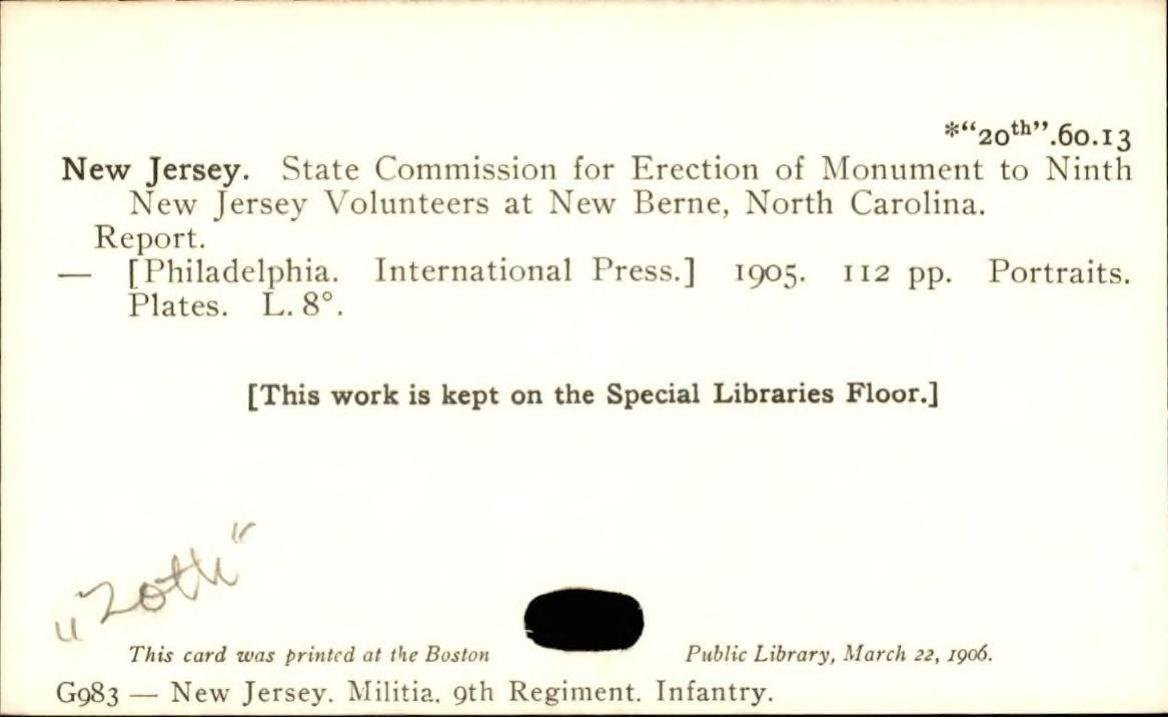 *“20th”.60.13
New Jersey. State Commission for Erection of Monument to Ninth
New Jersey Volunteers at New Berne, North Carolina.
Report.
— [Philadelphia. International Press.] 1905. 112 pp. Portraits.
Plates. L. 8°.
[This work is kept on the Special Libraries Floor.]
"20th"
This card was printed at the Boston Public Library, March 22, 1906.
G983 — New Jersey. Militia. 9th Regiment. Infantry.